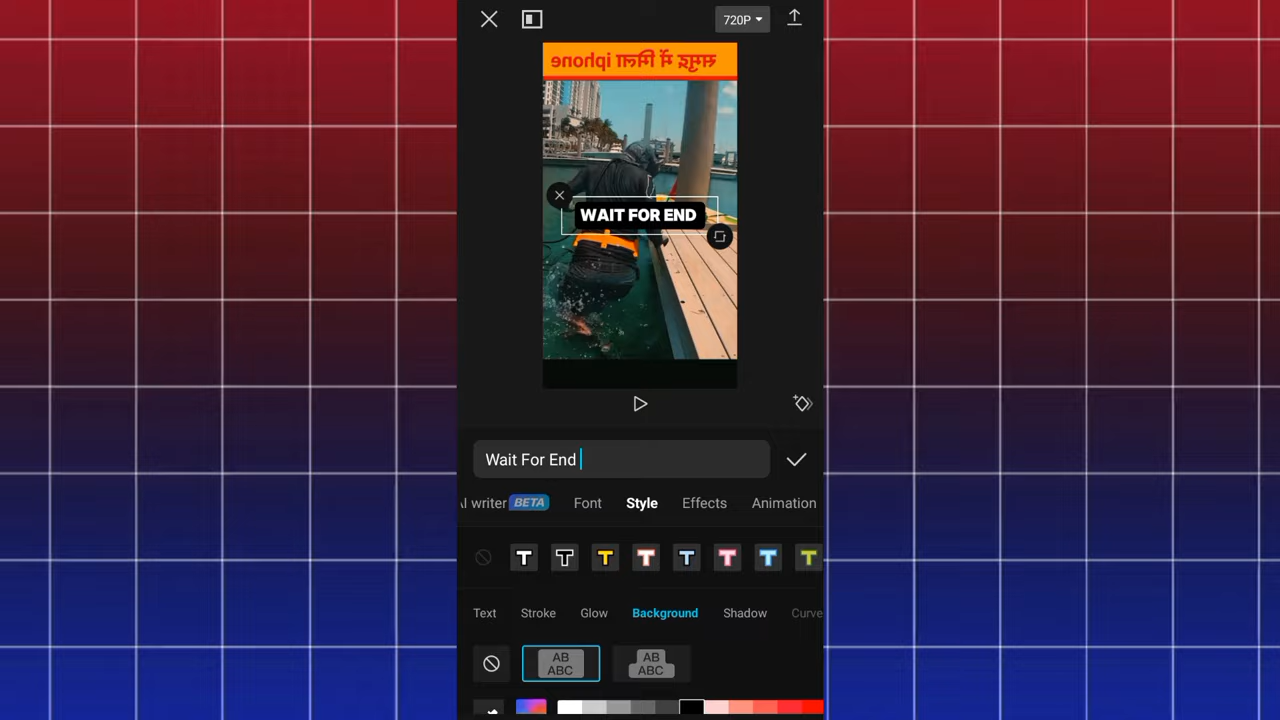 720P
समुद्र में मिला iphone
WAIT FOR END
Wait For End
AI writer BETA Font Style Effects Animation
T T T T T T T T
Text Stroke Glow Background Shadow Curve
AB
ABC
AB
ABC